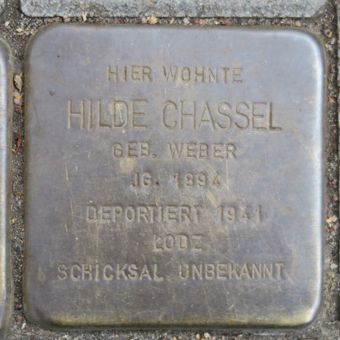 HIER WOHNTE
HILDE CHASSEL
GEB. WEBER
JG. 1894
DEPORTIERT 1941
LODZ
SCHICKSAL UNBEKANNT